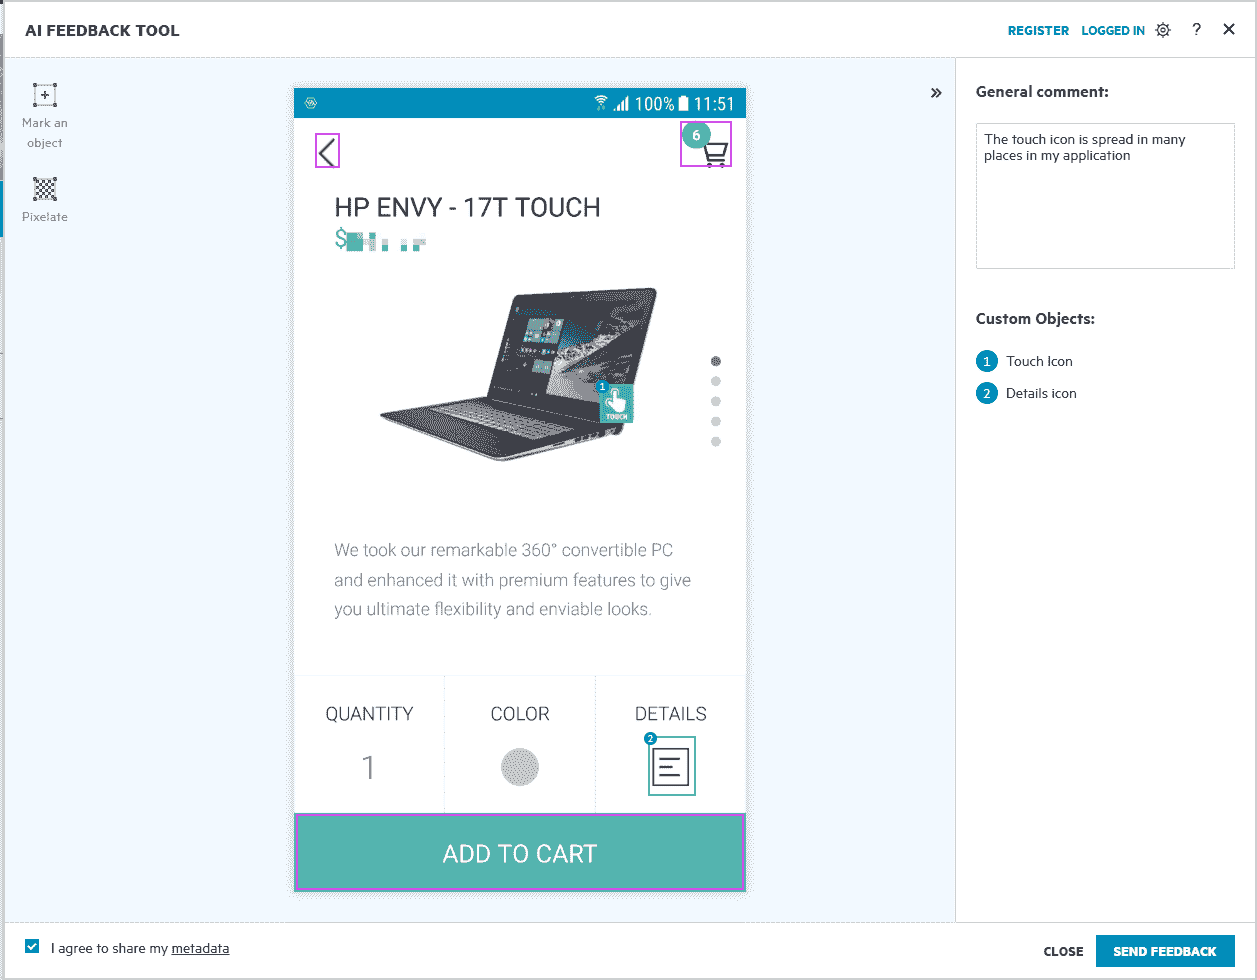 AI FEEDBACK TOOL
REGISTER LOGGED IN ? 
Mark an
object
Pixelate
100% 11:51
6
HP ENVY - 17T TOUCH
$
1
TOUCH
We took our remarkable 360° convertible PC
and enhanced it with premium features to give
you ultimate flexibility and enviable looks.
QUANTITY COLOR DETAILS
2
1
ADD TO CART
»
General comment:
The touch icon is spread in many
places in my application
Custom Objects:
1 Touch Icon
2 Details icon
I agree to share my metadata
CLOSE SEND FEEDBACK